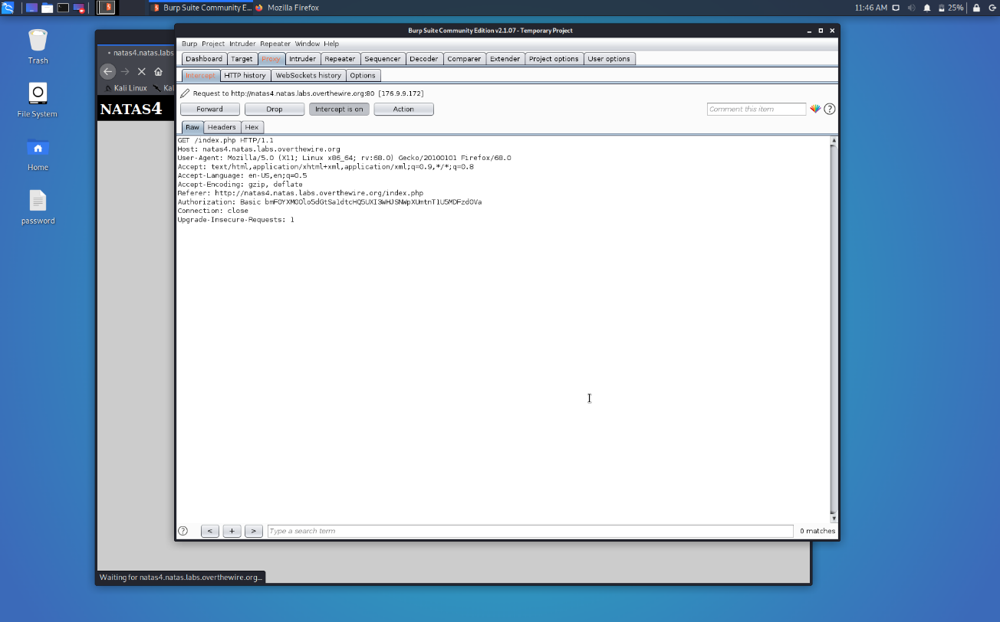 Burp Suite Community E...
Mozilla Firefox
11:46 AM
25%
Trash
File System
Home
password
natas4.natas.labs
Kali Linux
Kal
NATAS4
Waiting for natas4.natas.labs.overthewire.org...
Burp Suite Community Edition v2.1.07 - Temporary Project
Burp Project Intruder Repeater Window Help
Dashboard Target Proxy Intruder Repeater Sequencer Decoder Comparer Extender Project options User options
Intercept HTTP history WebSockets history Options
Request to http://natas4.natas.labs.overthewire.org:80 [176.9.9.172]
Forward Drop Intercept is on Action Comment this item ?
Raw Headers Hex
GET /index.php HTTP/1.1
Host: natas4.natas.labs.overthewire.org
User-Agent: Mozilla/5.0 (X11; Linux x86_64; rv:68.0) Gecko/20100101 Firefox/68.0
Accept: text/html,application/xhtml+xml,application/xml;q=0.9,*/*;q=0.8
Accept-Language: en-US,en;q=0.5
Accept-Encoding: gzip, deflate
Referer: http://natas4.natas.labs.overthewire.org/index.php
Authorization: Basic
Connection: close
Upgrade-Insecure-Requests: 1
? < + > Type a search term 0 matches